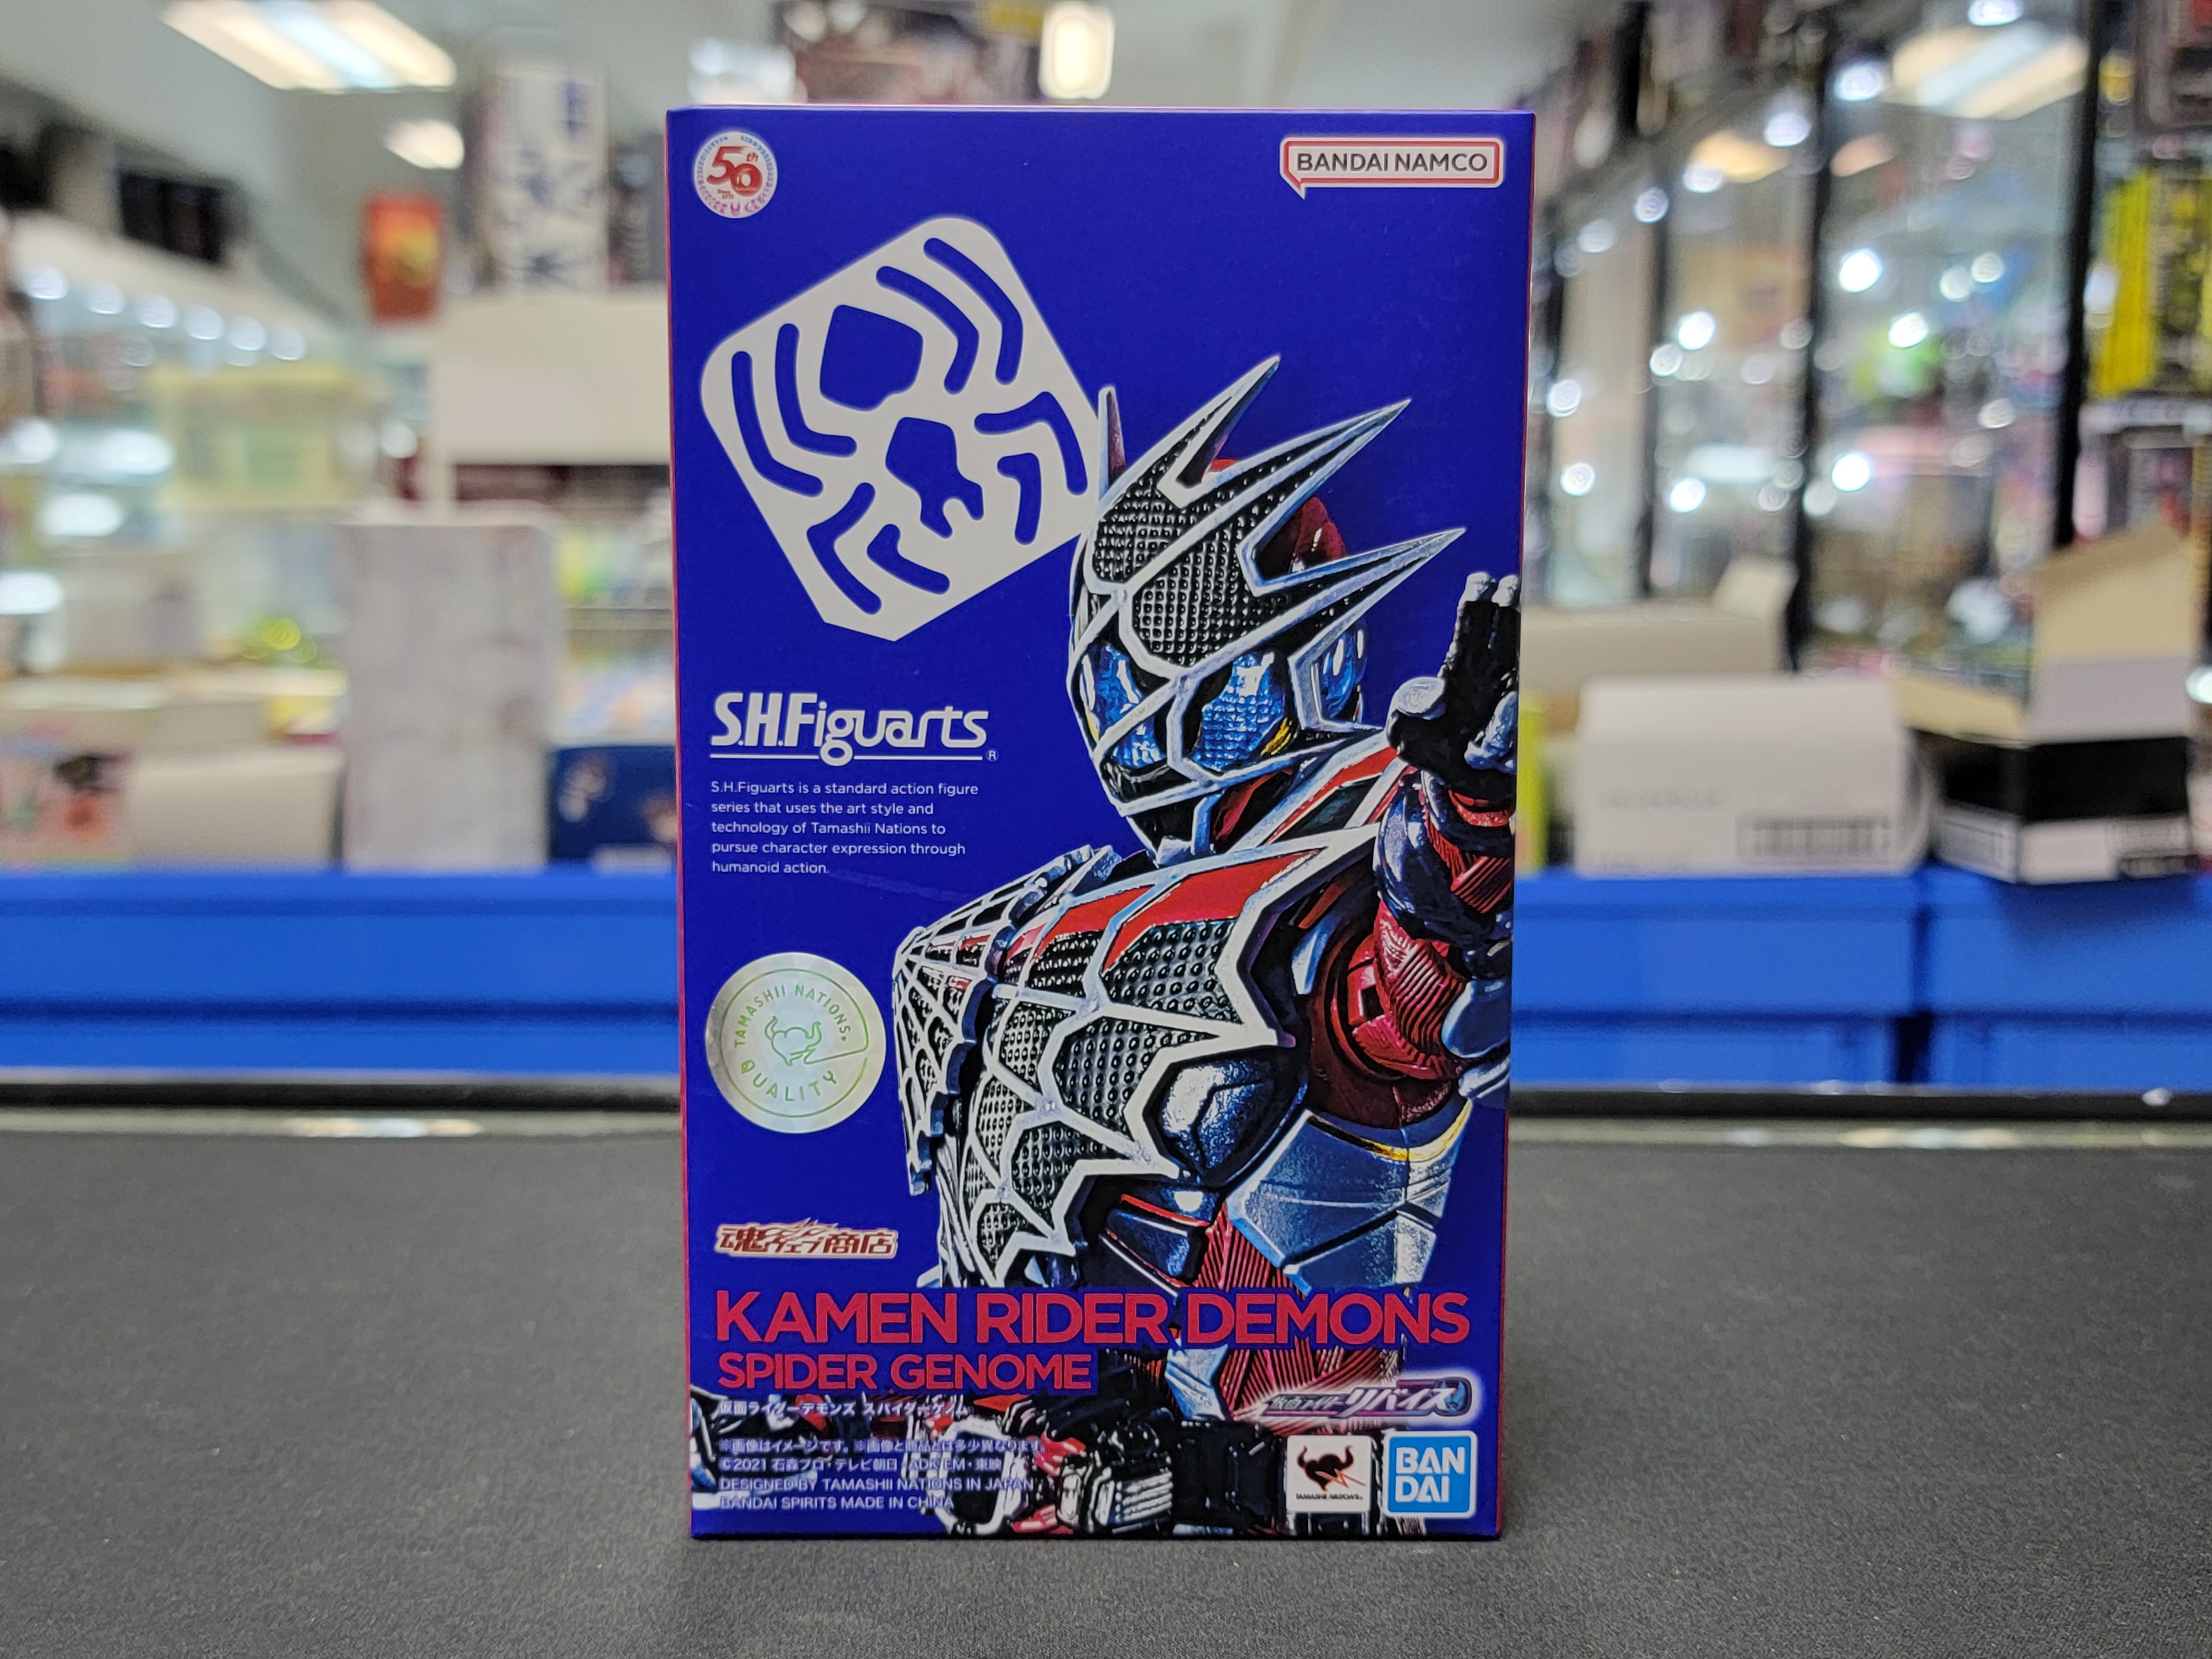 50th
BANDAI NAMCO
S.H.Figuarts
®
S.H.Figuarts is a standard action figure
series that uses the art style and
technology of Tamashii Nations to
pursue character expression through
humanoid action.
TAMASHII NATIONS
QUALITY
魂ウェブ商店
KAMEN RIDER DEMONS
SPIDER GENOME
仮面ライダーデモンズ スパイダーゲノム
仮面ライダーリバイス
※画像はイメージです。※画像と商品とは多少異なります。
©2021 石森プロ・テレビ朝日・ADK EM・東映
DESIGNED BY TAMASHII NATIONS IN JAPAN
BANDAI SPIRITS MADE IN CHINA
TAMASHII NATIONS
BAN
DAI